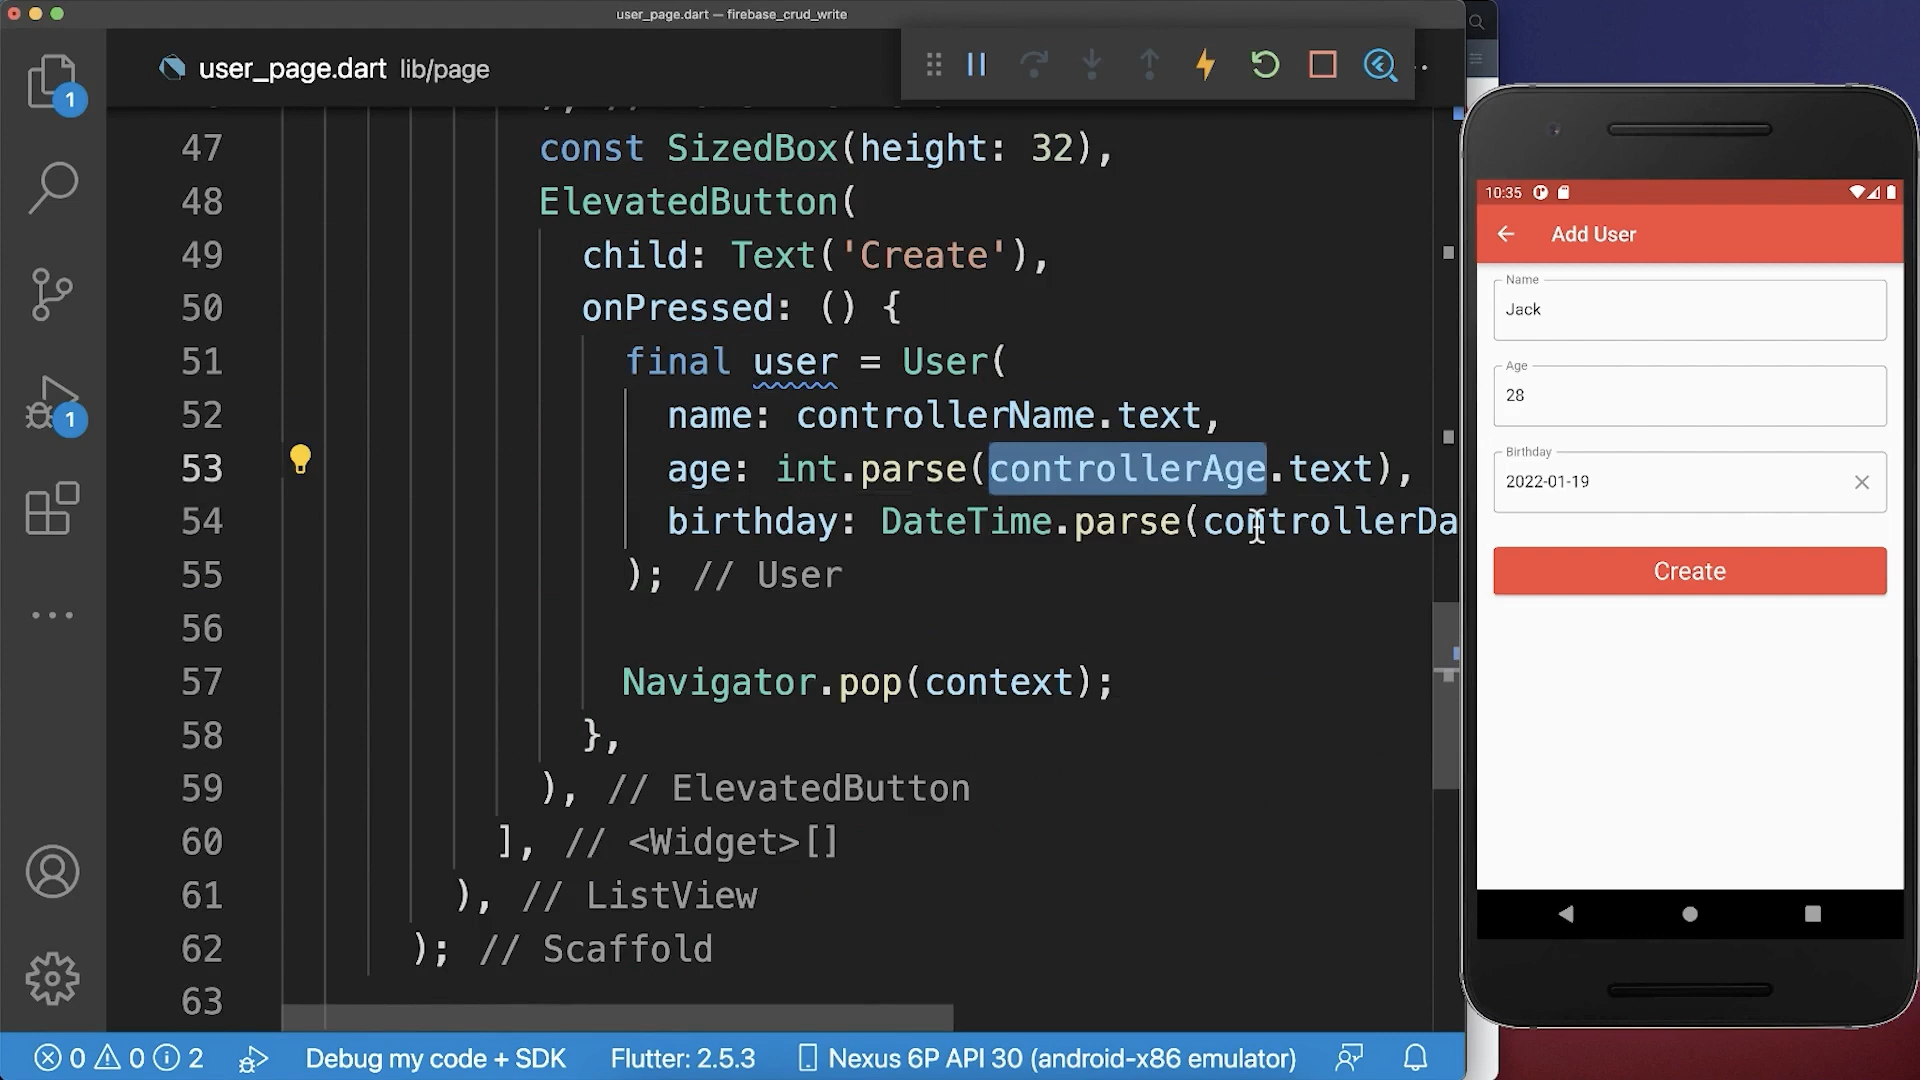 user_page.dart — firebase_crud_write
user_page.dart lib/page
1
47 const SizedBox(height: 32),
48 ElevatedButton(
49 child: Text('Create'),
50 onPressed: () {
51 final user = User(
52 name: controllerName.text,
53 age: int.parse(controllerAge.text),
54 birthday: DateTime.parse(controllerDa
55 ); // User
56
57 Navigator.pop(context);
58 },
59 ), // ElevatedButton
60 ], // <Widget>[]
61 ), // ListView
62 ); // Scaffold
63
1
0 0 2 Debug my code + SDK Flutter: 2.5.3 Nexus 6P API 30 (android-x86 emulator)
10:35
Add User
Name
Jack
Age
28
Birthday
2022-01-19
Create